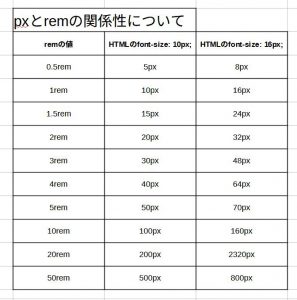 pxとremの関係性について
remの値 HTMLのfont-size: 10px; HTMLのfont-size: 16px;
0.5rem 5px 8px
1rem 10px 16px
1.5rem 15px 24px
2rem 20px 32px
3rem 30px 48px
4rem 40px 64px
5rem 50px 70px
10rem 100px 160px
20rem 200px 2320px
50rem 500px 800px